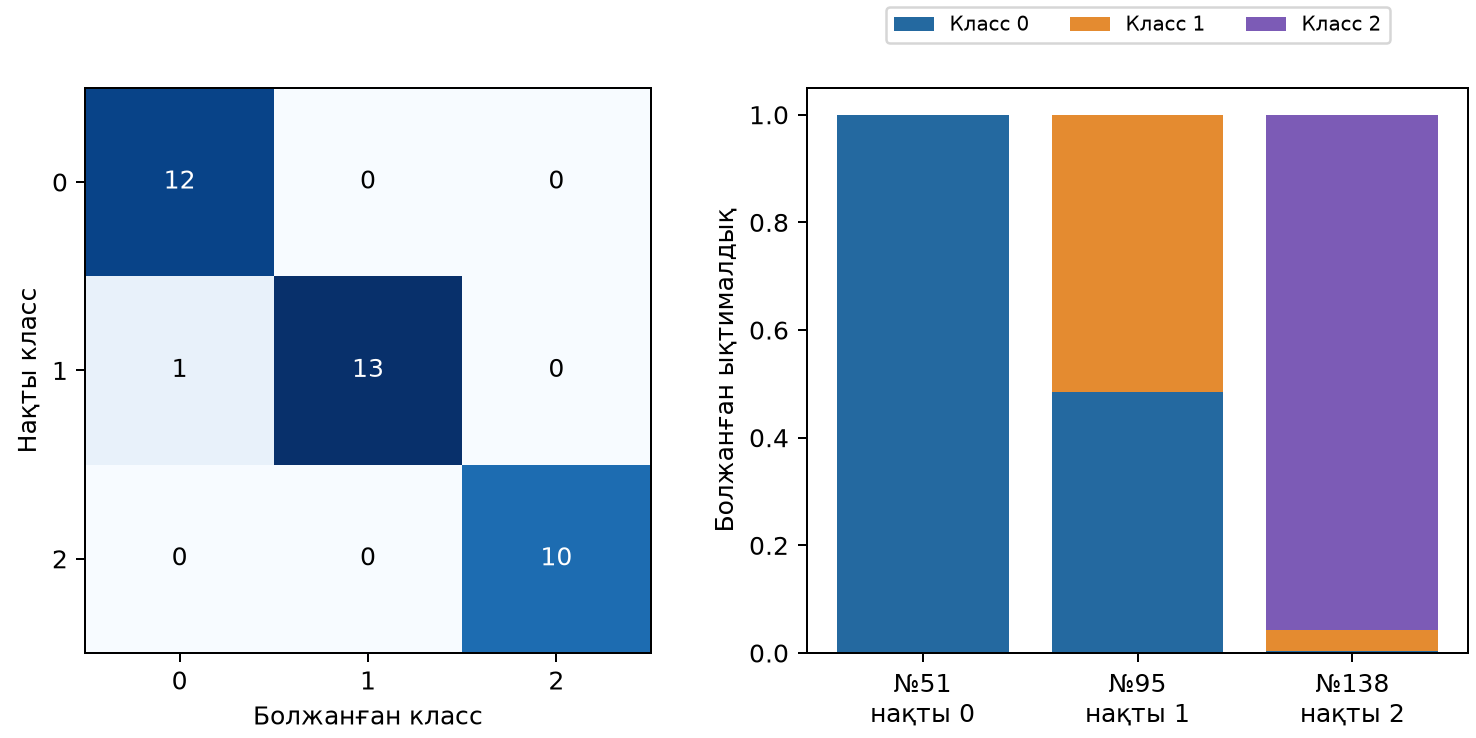 Нақты класс
0
1
2
12
0
0
1
13
0
0
0
10
0
1
2
Болжанған класс
Класс 0
Класс 1
Класс 2
Болжанған ықтималдық
1.0
0.8
0.6
0.4
0.2
0.0
№51
нақты 0
№95
нақты 1
№138
нақты 2